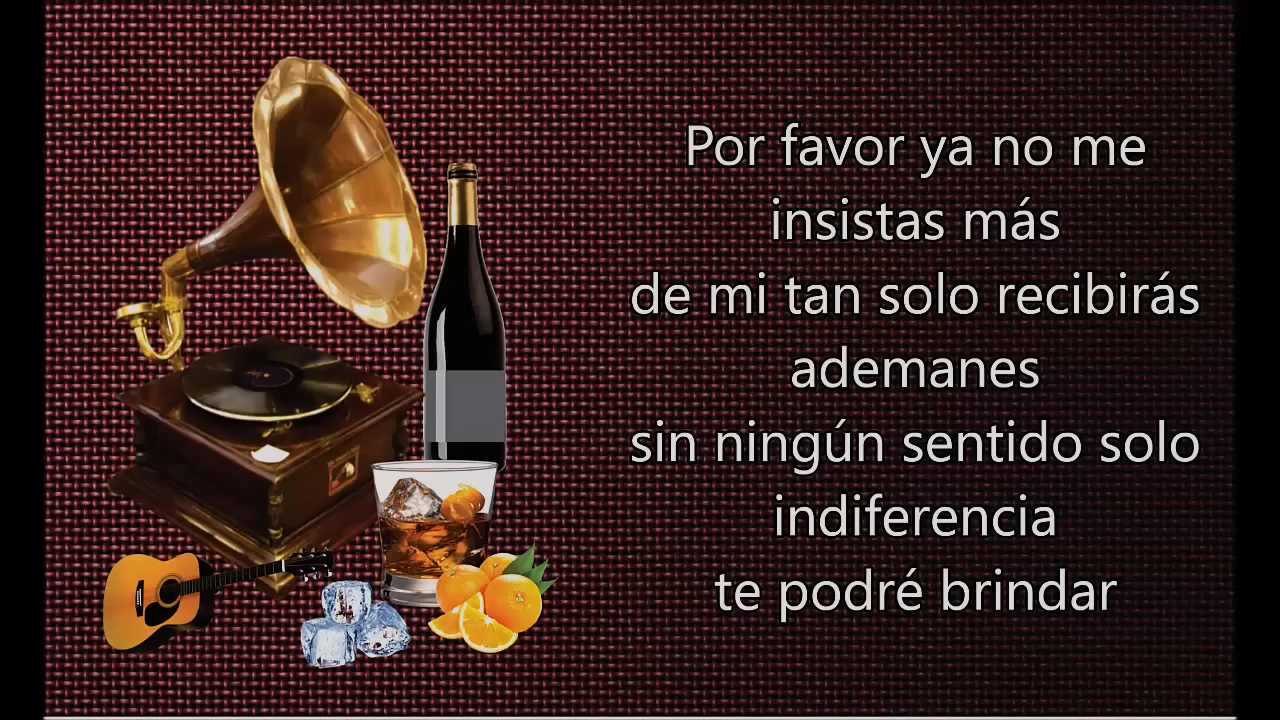 Por favor ya no me
insistas más
de mi tan solo recibirás
ademanes
sin ningún sentido solo
indiferencia
te podré brindar